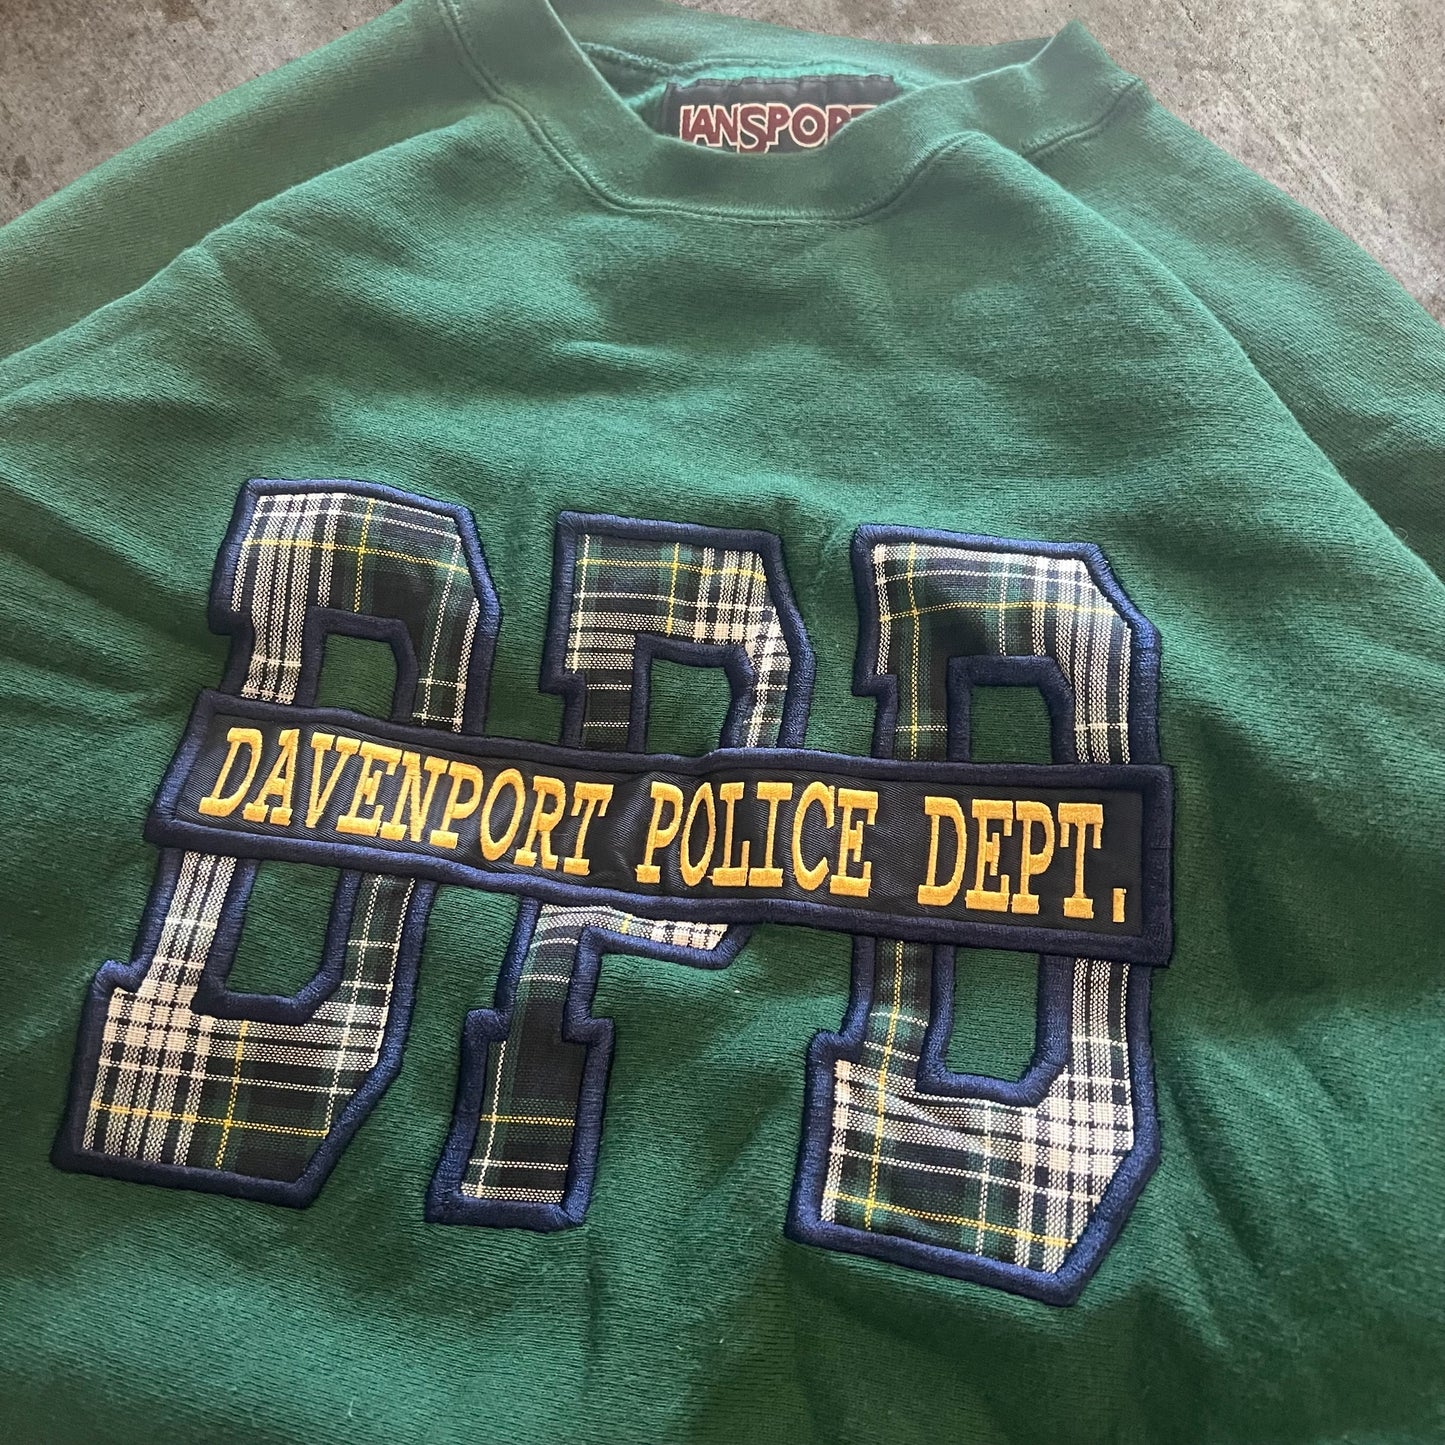 JANSPORT
DPD
DAVENPORT POLICE DEPT.